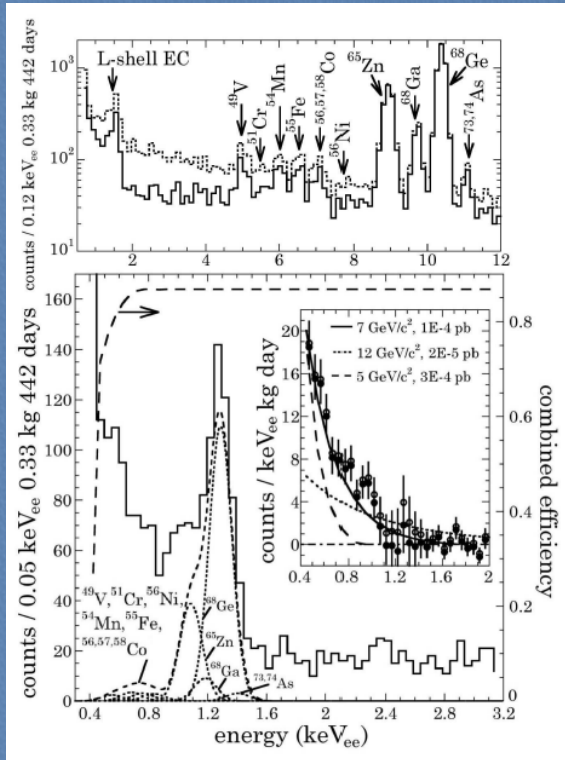 counts / 0.12 keVee 0.33 kg 442 days
10³
10²
10¹
L-shell EC
⁴⁹V
⁵¹Cr
⁵⁴Mn
⁵⁵Fe
⁵⁶,⁵⁷,⁵⁸Co
⁵⁶Ni
⁶⁵Zn
⁶⁸Ga
⁶⁸Ge
⁷³,⁷⁴As
2 4 6 8 10 12
counts / 0.05 keVee 0.33 kg 442 days
160
140
120
100
80
60
40
20
0
⁴⁹V, ⁵¹Cr, ⁵⁶Ni,
⁵⁴Mn, ⁵⁵Fe,
⁵⁶,⁵⁷,⁵⁸Co
⁶⁸Ge
⁶⁵Zn
⁶⁸Ga
⁷³,⁷⁴As
counts / keVee kg day
20
16
12
8
4
0
7 GeV/c², 1E-4 pb
12 GeV/c², 2E-5 pb
5 GeV/c², 3E-4 pb
0.4 0.8 1.2 1.6 2
0.8
0.6
0.4
0.2
0
combined efficiency
0.4 0.8 1.2 1.6 2.0 2.4 2.8 3.2
energy (keVee)